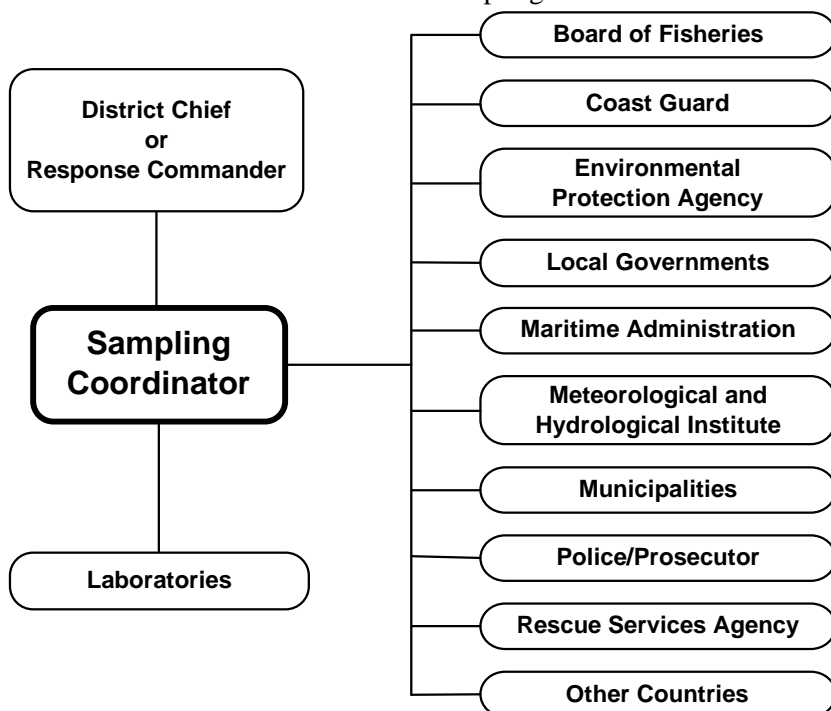 District Chief
or
Response Commander
Sampling
Coordinator
Laboratories
Board of Fisheries
Coast Guard
Environmental
Protection Agency
Local Governments
Maritime Administration
Meteorological and
Hydrological Institute
Municipalities
Police/Prosecutor
Rescue Services Agency
Other Countries